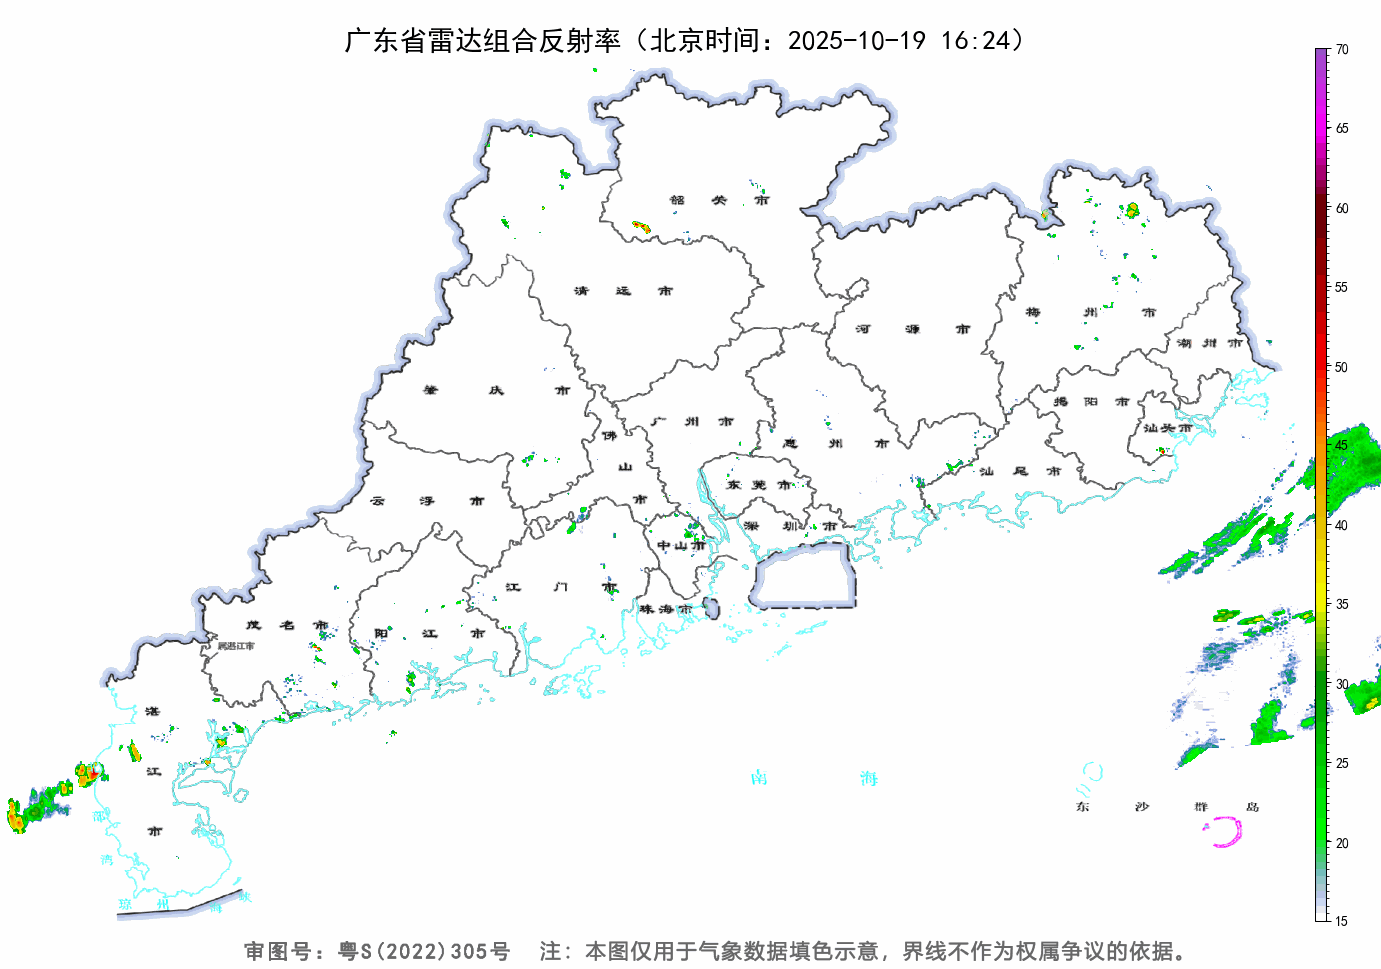 广东省雷达组合反射率（北京时间：2025-10-19 16:24）
70
65
60
55
50
45
40
35
30
25
20
15
韶关市
清远市
河源市
梅州市
潮州市
肇庆市
广州市
佛山市
惠州市
揭阳市
汕头市
汕尾市
云浮市
东莞市
深圳市
中山市
江门市
珠海市
茂名市
属湛江市
阳江市
湛江市
南海
东沙群岛
部湾
琼州海峡
审图号：粤S(2022)305号 注：本图仅用于气象数据填色示意，界线不作为权属争议的依据。